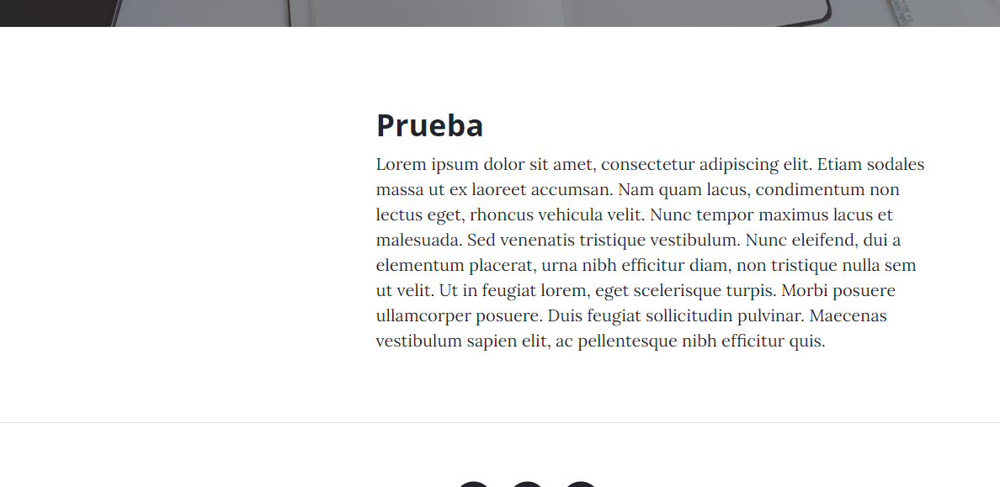 Prueba
Lorem ipsum dolor sit amet, consectetur adipiscing elit. Etiam sodales
massa ut ex laoreet accumsan. Nam quam lacus, condimentum non
lectus eget, rhoncus vehicula velit. Nunc tempor maximus lacus et
malesuada. Sed venenatis tristique vestibulum. Nunc eleifend, dui a
elementum placerat, urna nibh efficitur diam, non tristique nulla sem
ut velit. Ut in feugiat lorem, eget scelerisque turpis. Morbi posuere
ullamcorper posuere. Duis feugiat sollicitudin pulvinar. Maecenas
vestibulum sapien elit, ac pellentesque nibh efficitur quis.